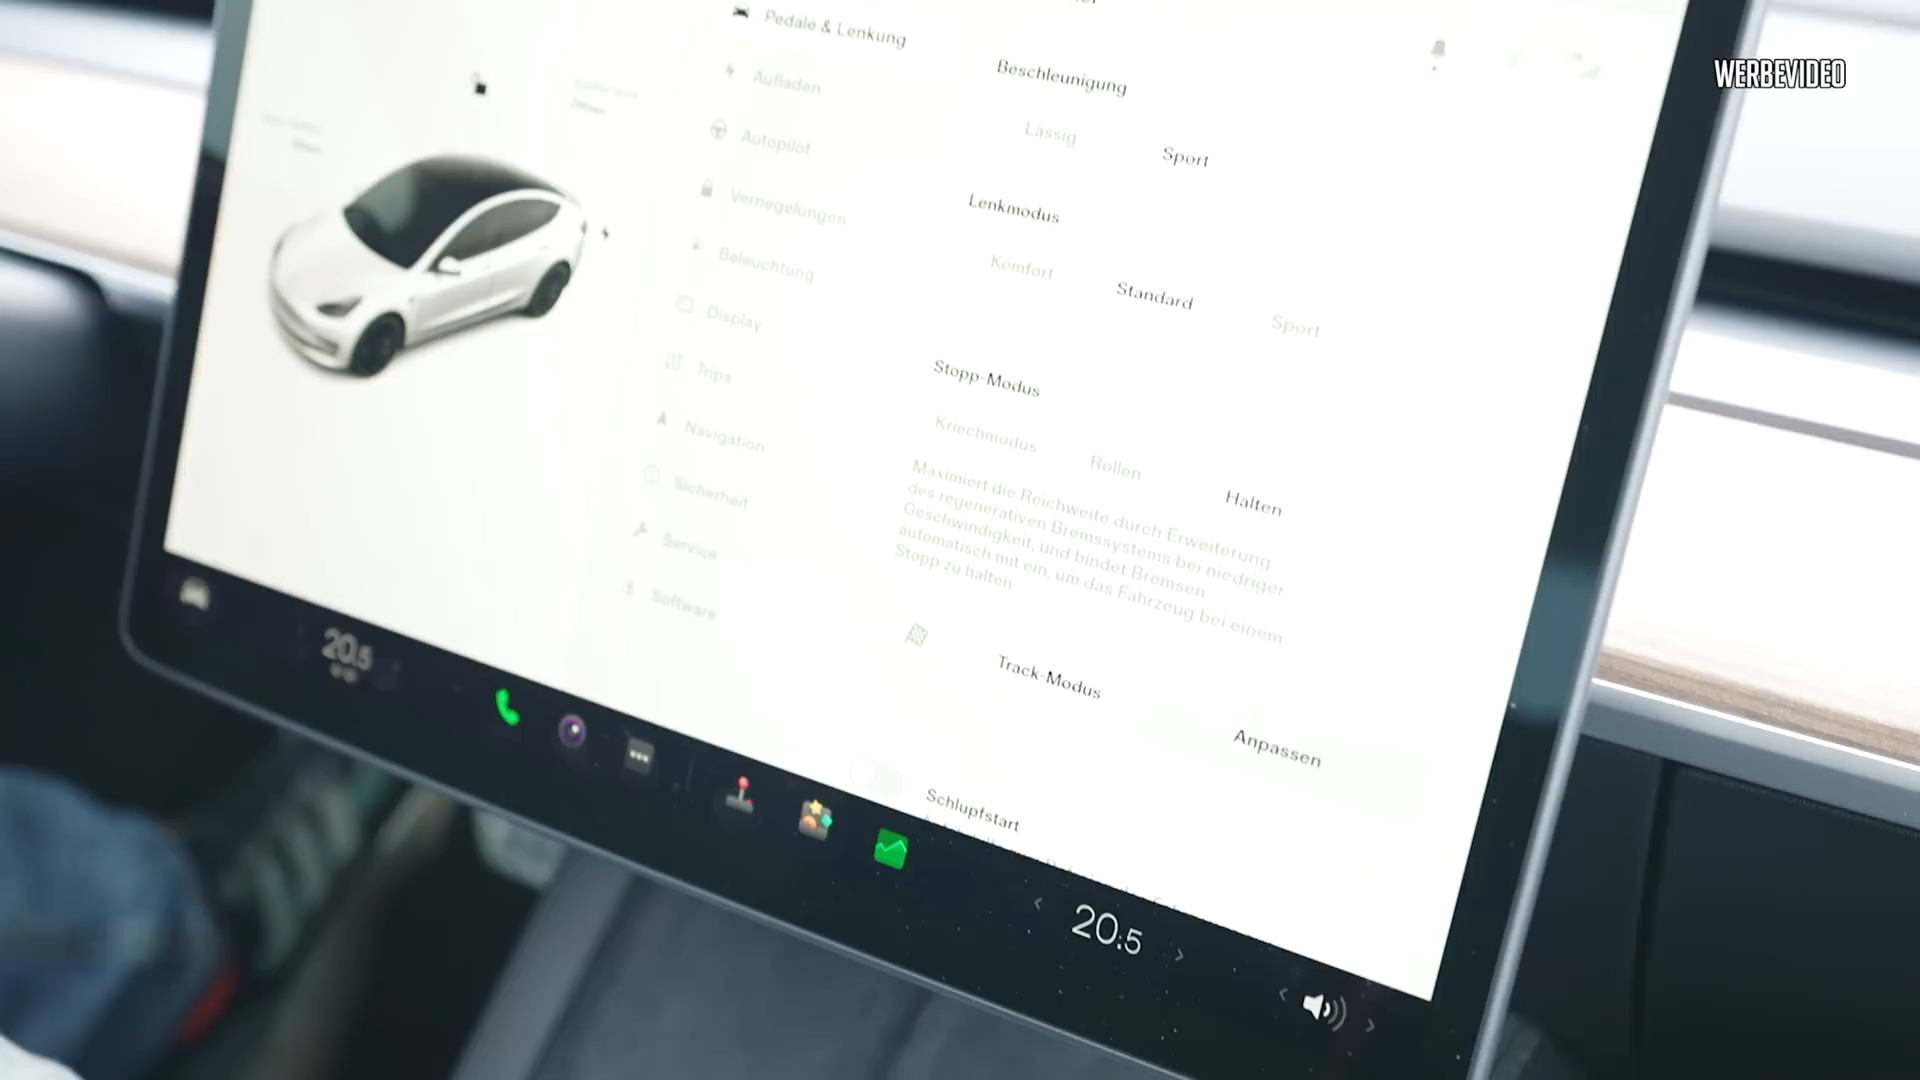 WERBEVIDEO
Pedale & Lenkung
Aufladen
Autopilot
Verriegelungen
Beleuchtung
Display
Trips
Navigation
Sicherheit
Service
Software
Beschleunigung
Lässig
Sport
Lenkmodus
Komfort
Standard
Sport
Stopp-Modus
Kriechmodus
Rollen
Halten
Maximiert die Reichweite durch Erweiterung
des regenerativen Bremssystems bei niedriger
Geschwindigkeit, und bindet Bremsen
automatisch mit ein, um das Fahrzeug bei einem
Stopp zu halten
Track-Modus
Anpassen
Schlupfstart
20.5
20.5